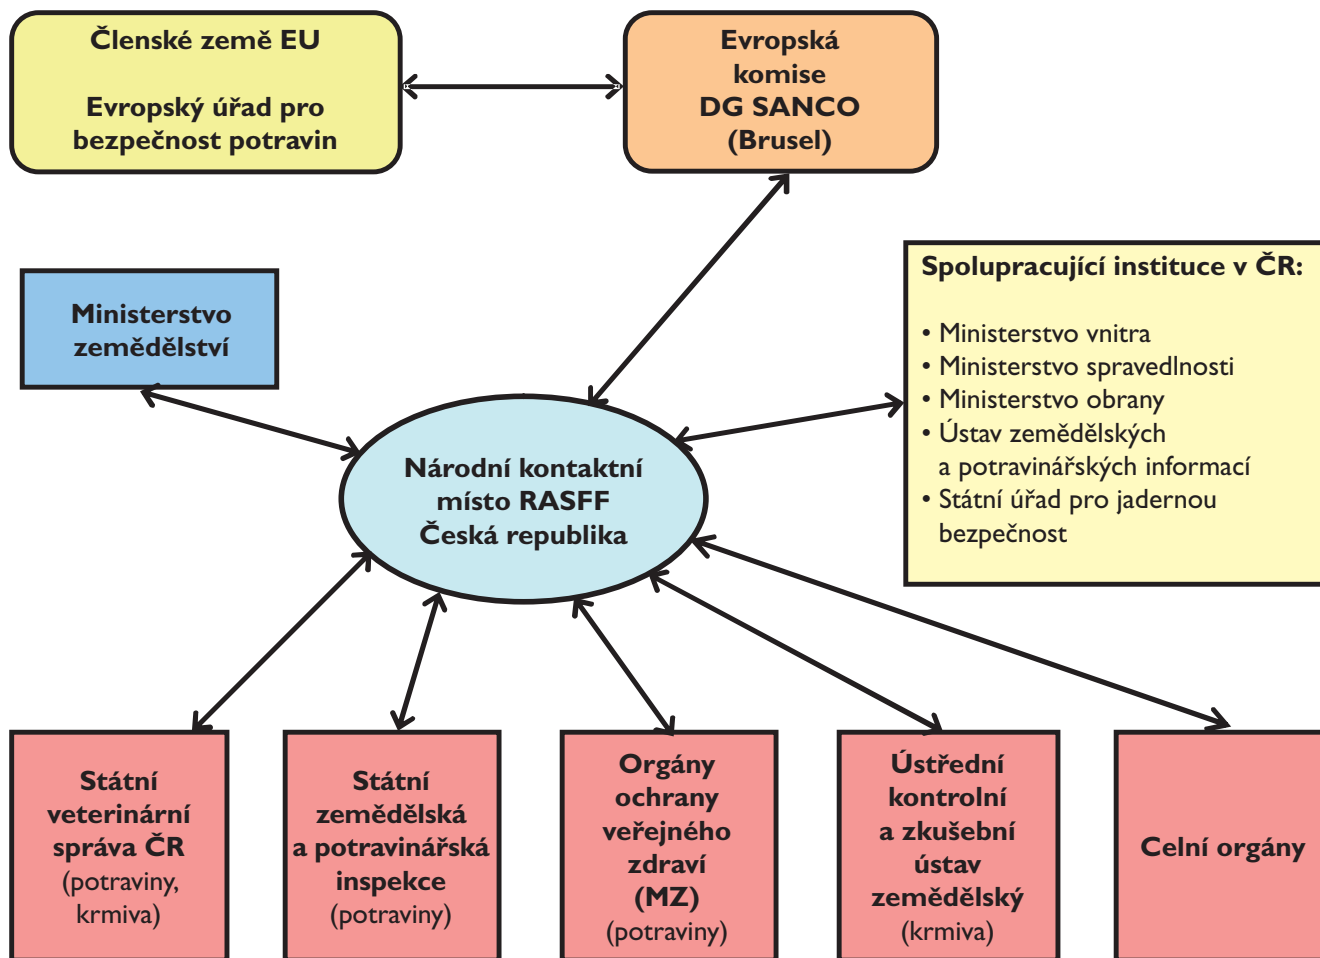 Členské země EU
Evropský úřad pro
bezpečnost potravin
Evropská
komise
DG SANCO
(Brusel)
Ministerstvo
zemědělství
Spolupracující instituce v ČR:
• Ministerstvo vnitra
• Ministerstvo spravedlnosti
• Ministerstvo obrany
• Ústav zemědělských
a potravinářských informací
• Státní úřad pro jadernou
bezpečnost
Národní kontaktní
místo RASFF
Česká republika
Státní
veterinární
správa ČR
(potraviny,
krmiva)
Státní
zemědělská
a potravinářská
inspekce
(potraviny)
Orgány
ochrany
veřejného
zdraví
(MZ)
(potraviny)
Ústřední
kontrolní
a zkušební
ústav
zemědělský
(krmiva)
Celní orgány